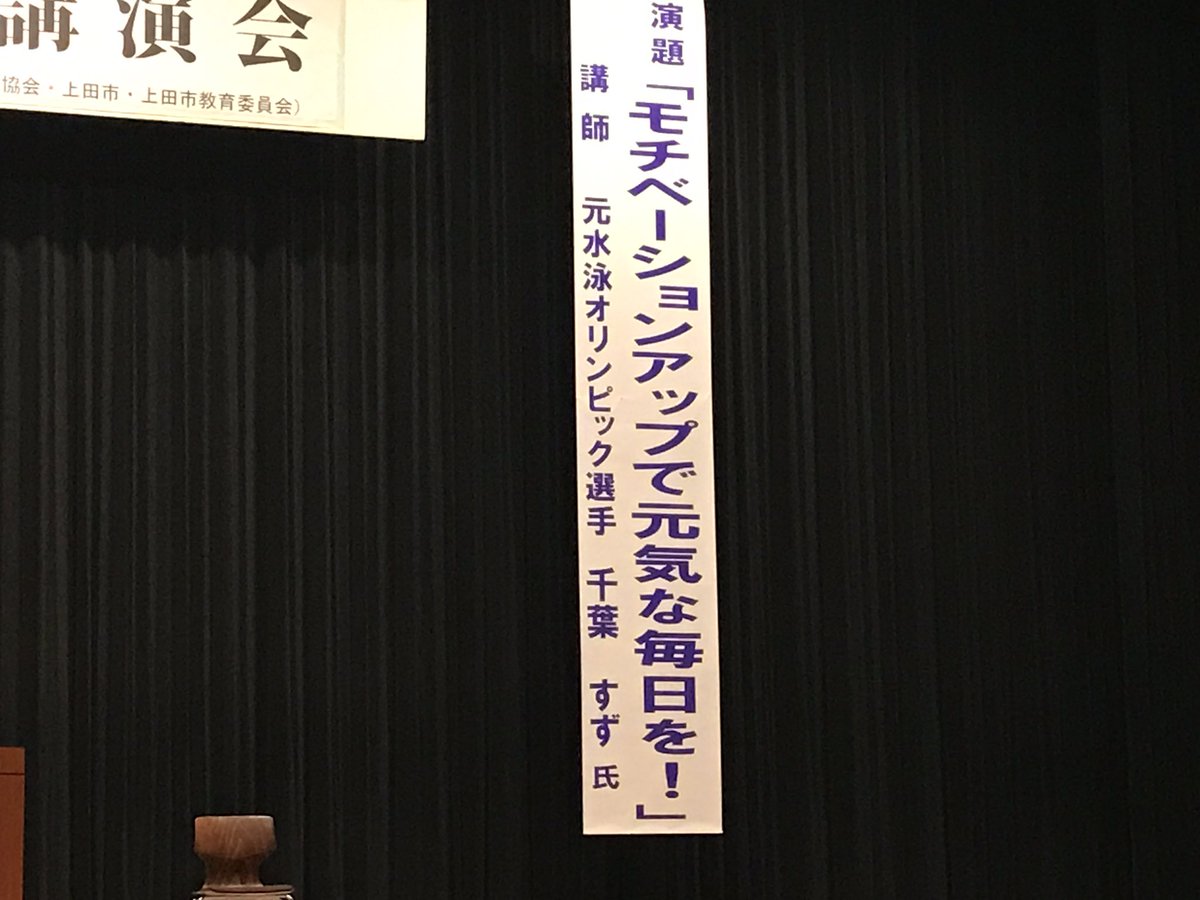 講演会
協会・上田市・上田市教育委員会）
演題「モチベーションアップで元気な毎日を！」
講師 元水泳オリンピック選手 千葉 すず 氏